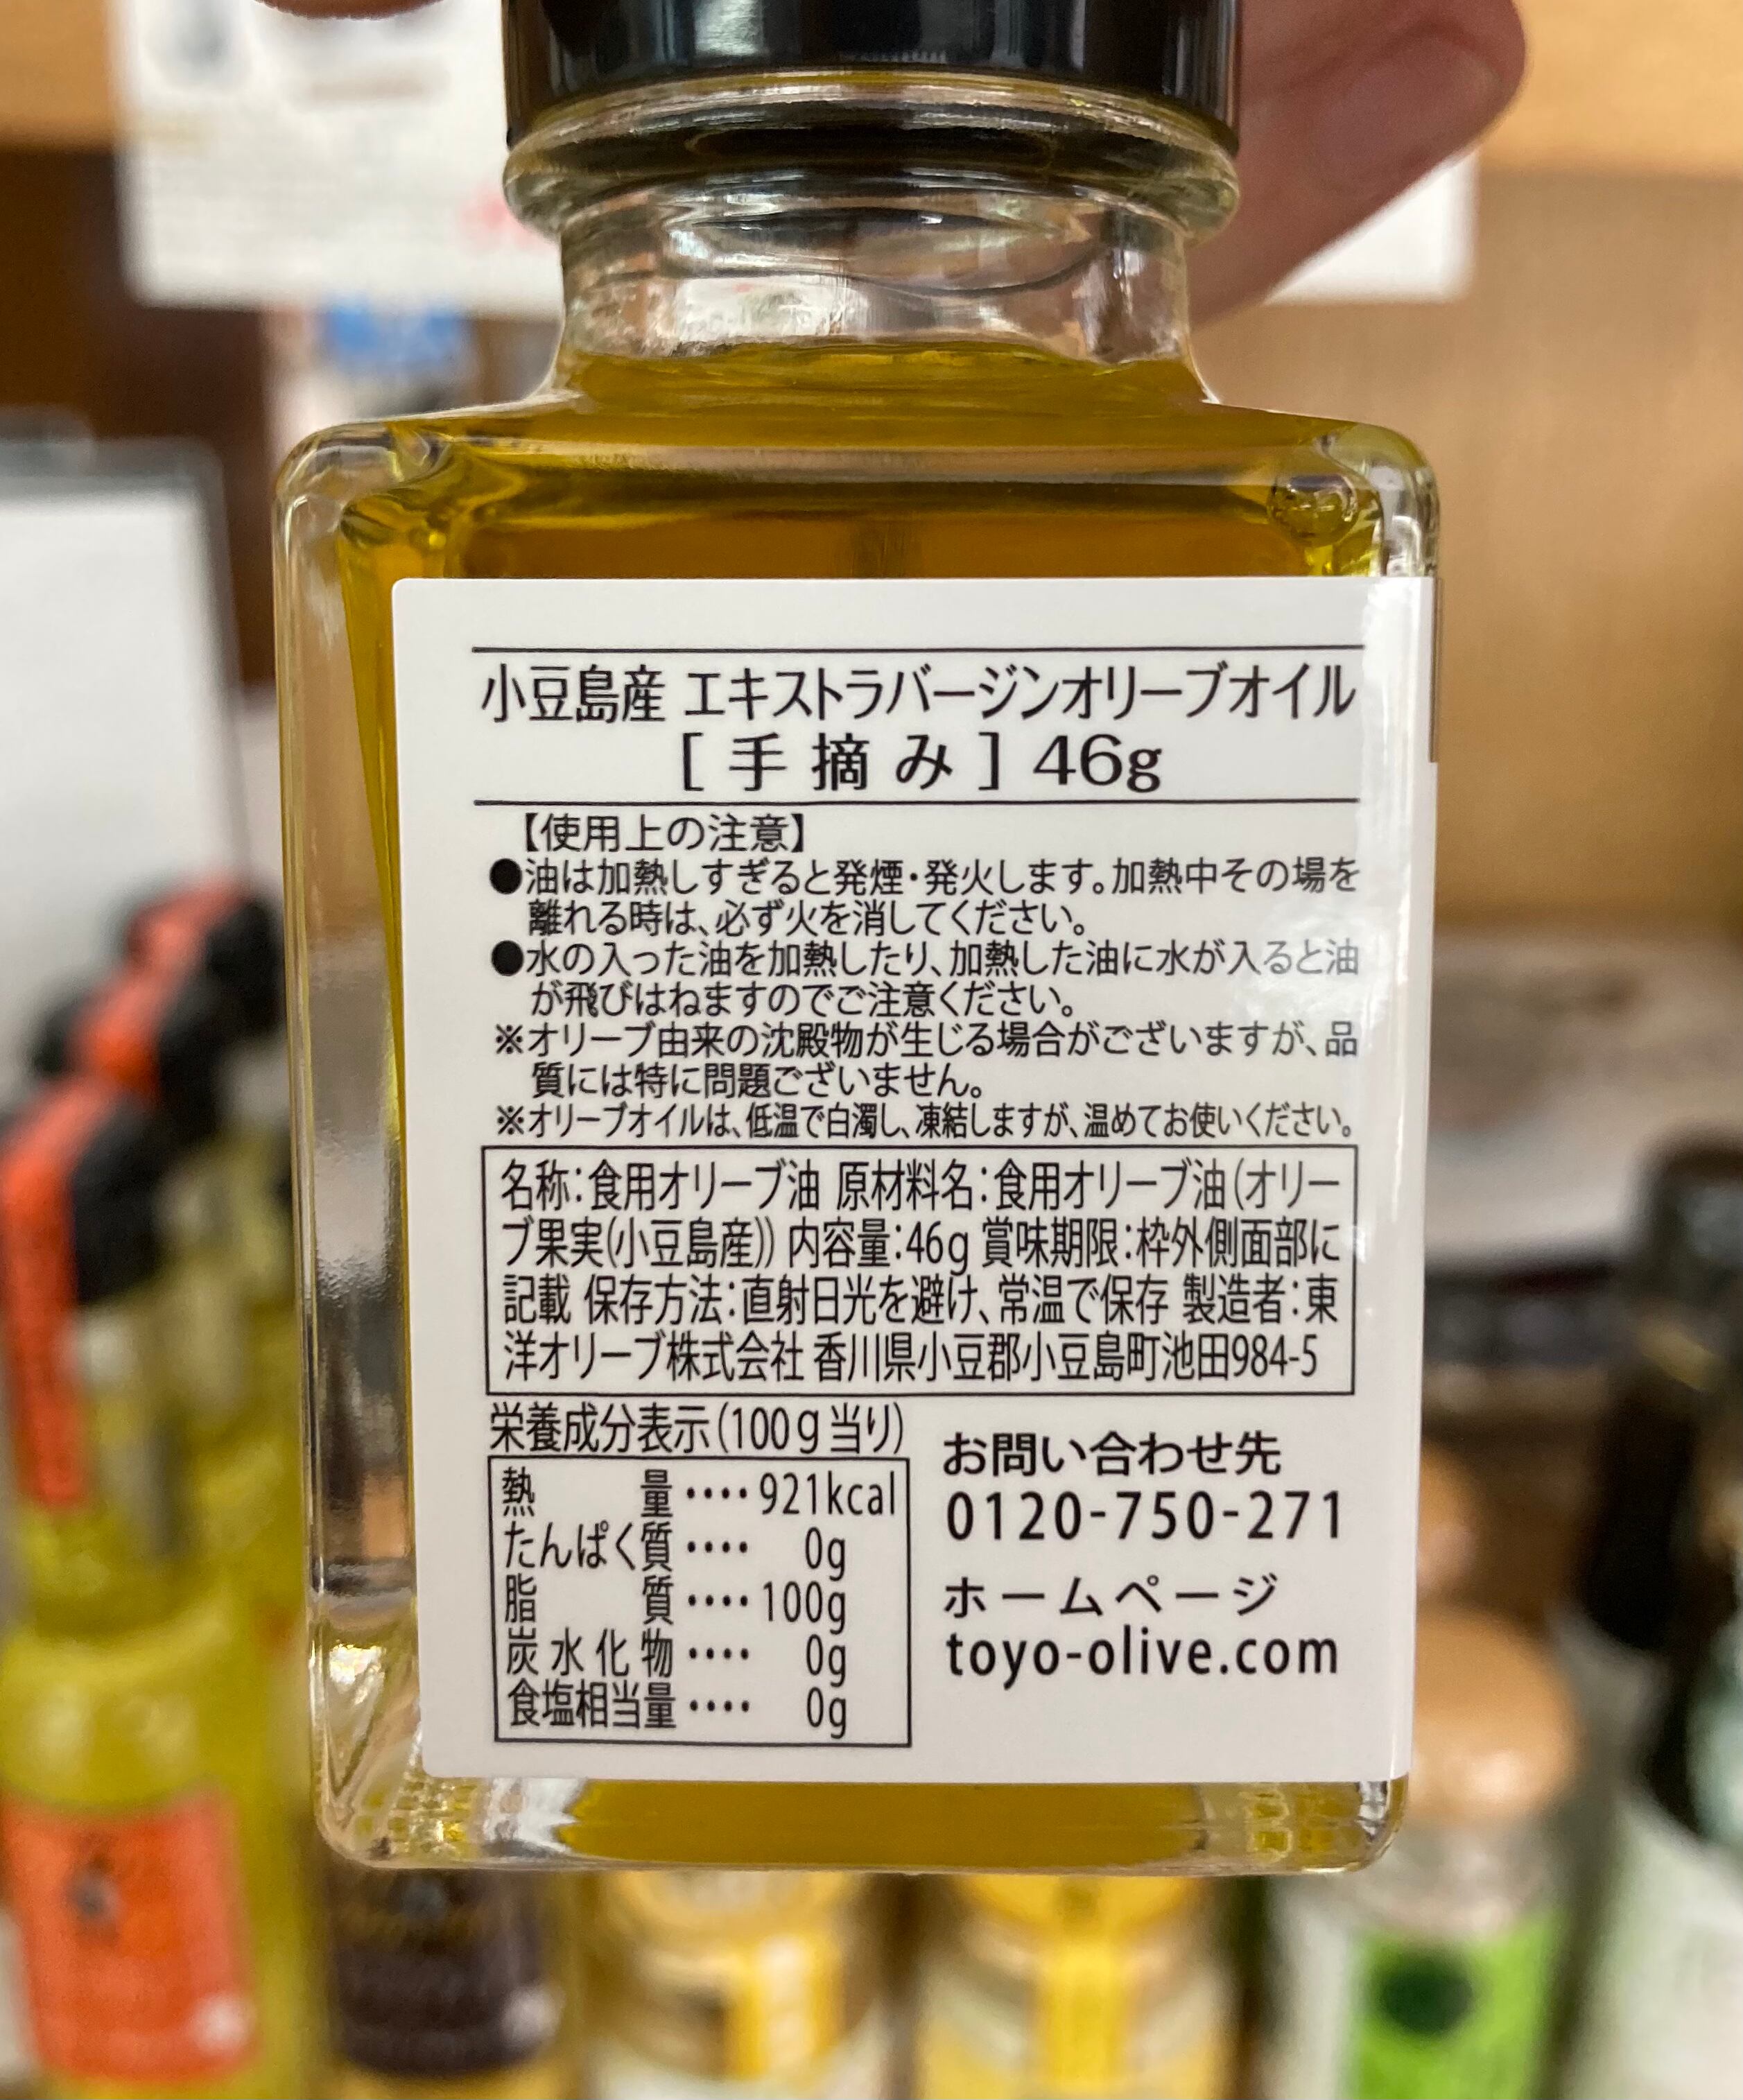 小豆島産 エキストラバージンオリーブオイル
[手摘み] 46g
【使用上の注意】
●油は加熱しすぎると発煙・発火します。加熱中その場を
離れる時は、必ず火を消してください。
●水の入った油を加熱したり、加熱した油に水が入ると油
が飛びはねますのでご注意ください。
※オリーブ由来の沈殿物が生じる場合がございますが、品
質には特に問題ございません。
※オリーブオイルは、低温で白濁し、凍結しますが、温めてお使いください。
名称：食用オリーブ油 原材料名：食用オリーブ油(オリー
ブ果実(小豆島産)) 内容量：46g 賞味期限：枠外側面部に
記載 保存方法：直射日光を避け、常温で保存 製造者：東
洋オリーブ株式会社 香川県小豆郡小豆島町池田984-5
栄養成分表示(100g当り)
熱量････921kcal
たんぱく質････ 0g
脂質････100g
炭水化物････ 0g
食塩相当量････ 0g
お問い合わせ先
0120-750-271
ホームページ
toyo-olive.com